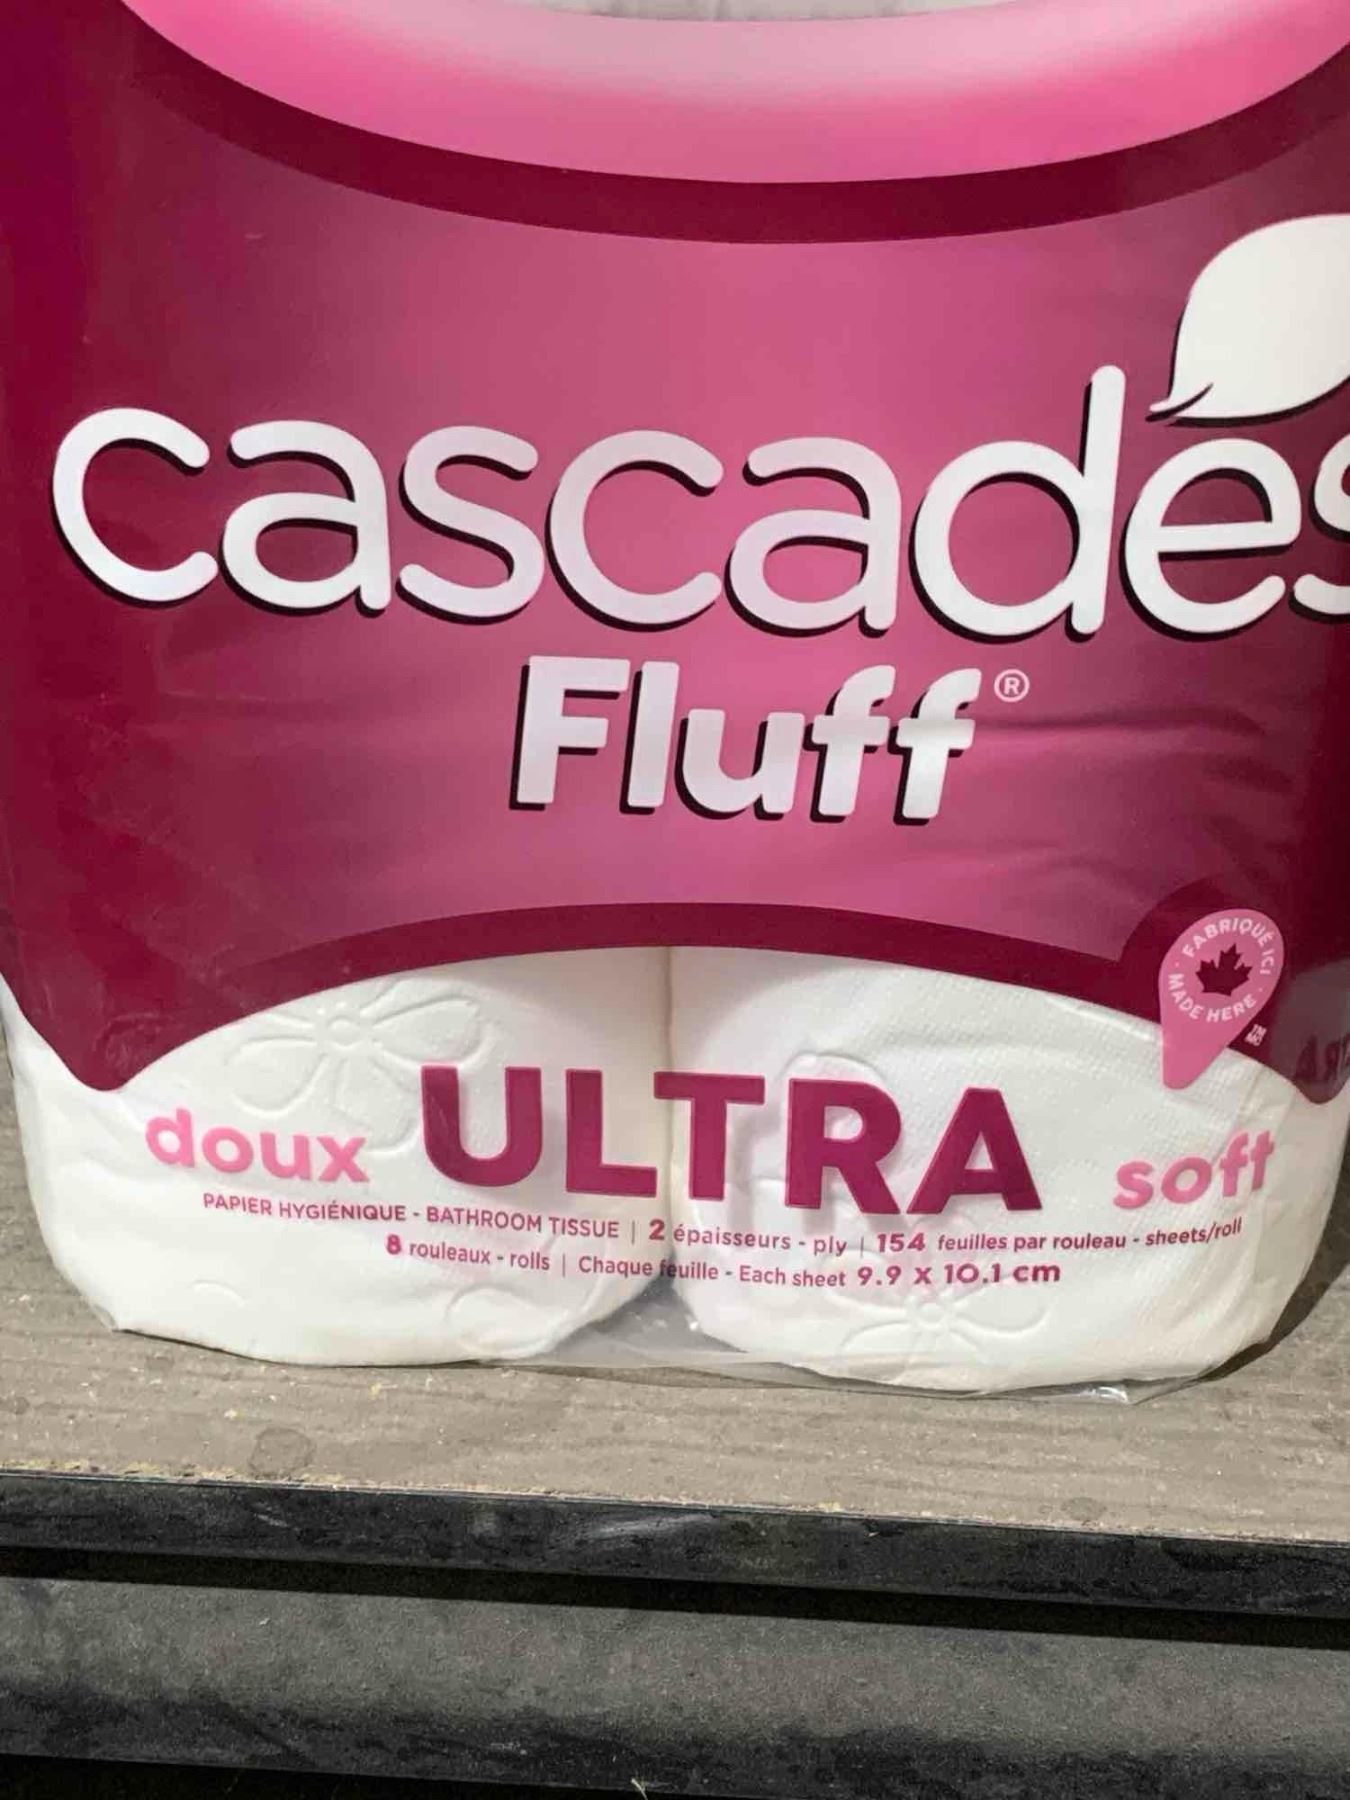 cascades
Fluff®
FABRIQUÉ ICI
MADE HERE
doux ULTRA soft
PAPIER HYGIÉNIQUE - BATHROOM TISSUE | 2 épaisseurs - ply | 154 feuilles par rouleau - sheets/roll
8 rouleaux - rolls | Chaque feuille - Each sheet 9.9 x 10.1 cm